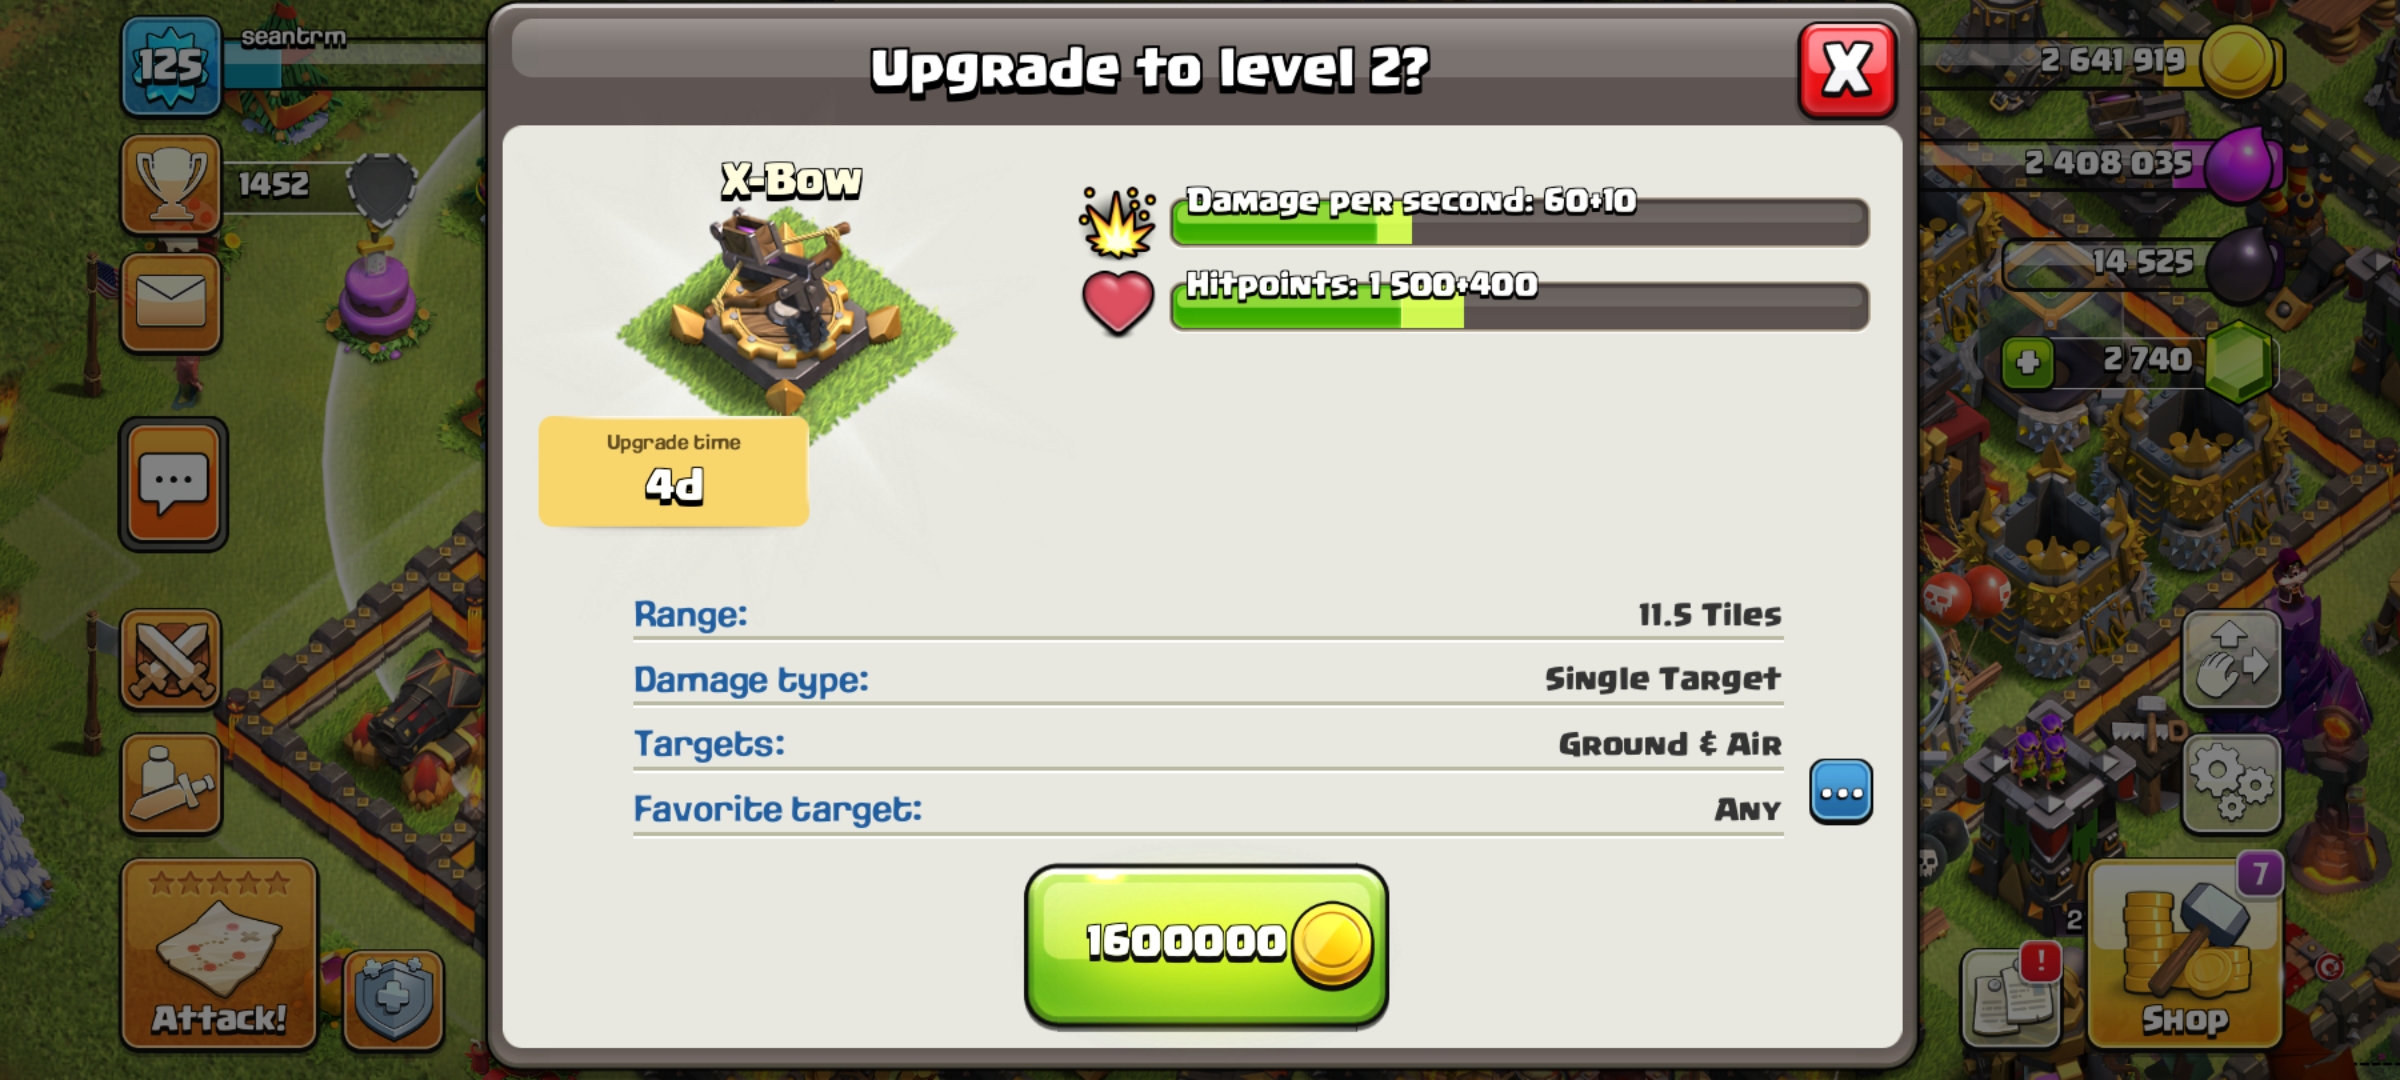 125
seantrm
1452
Attack!
Upgrade to level 2?
X
X-Bow
Upgrade time
4d
Damage per second: 60+10
Hitpoints: 1 500+400
Range: 11.5 Tiles
Damage type: Single Target
Targets: Ground & Air
Favorite target: Any
1600000
2 641 919
2 408 035
14 525
2 740
7
2
!
Shop